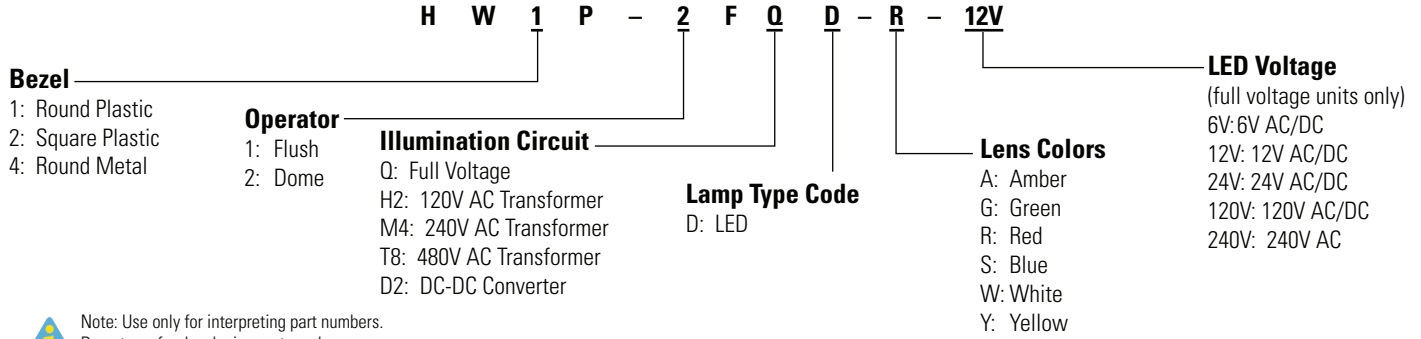 H W 1 P – 2 F Q D – R – 12V
Bezel
1: Round Plastic
2: Square Plastic
4: Round Metal
Operator
1: Flush
2: Dome
Illumination Circuit
Q: Full Voltage
H2: 120V AC Transformer
M4: 240V AC Transformer
T8: 480V AC Transformer
D2: DC-DC Converter
Lamp Type Code
D: LED
Lens Colors
A: Amber
G: Green
R: Red
S: Blue
W: White
Y: Yellow
LED Voltage
(full voltage units only)
6V: 6V AC/DC
12V: 12V AC/DC
24V: 24V AC/DC
120V: 120V AC/DC
240V: 240V AC
Note: Use only for interpreting part numbers.